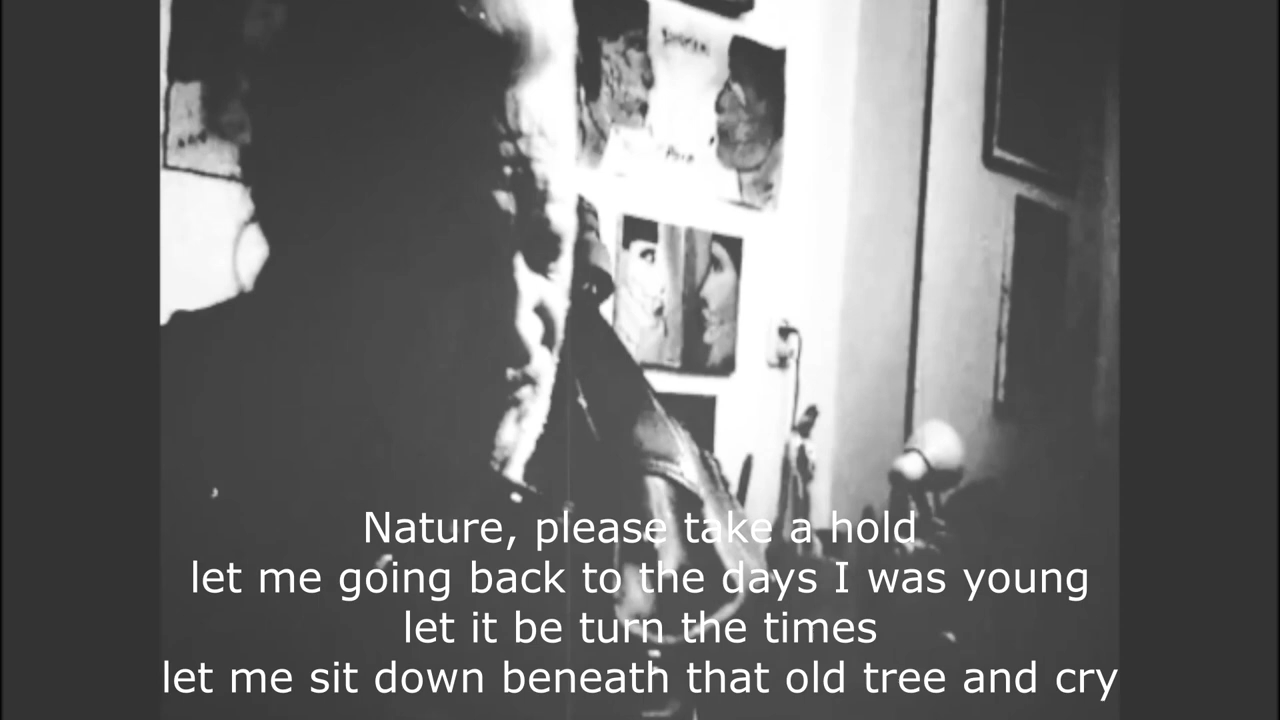 Nature, please take a hold
let me going back to the days I was young
let it be turn the times
let me sit down beneath that old tree and cry